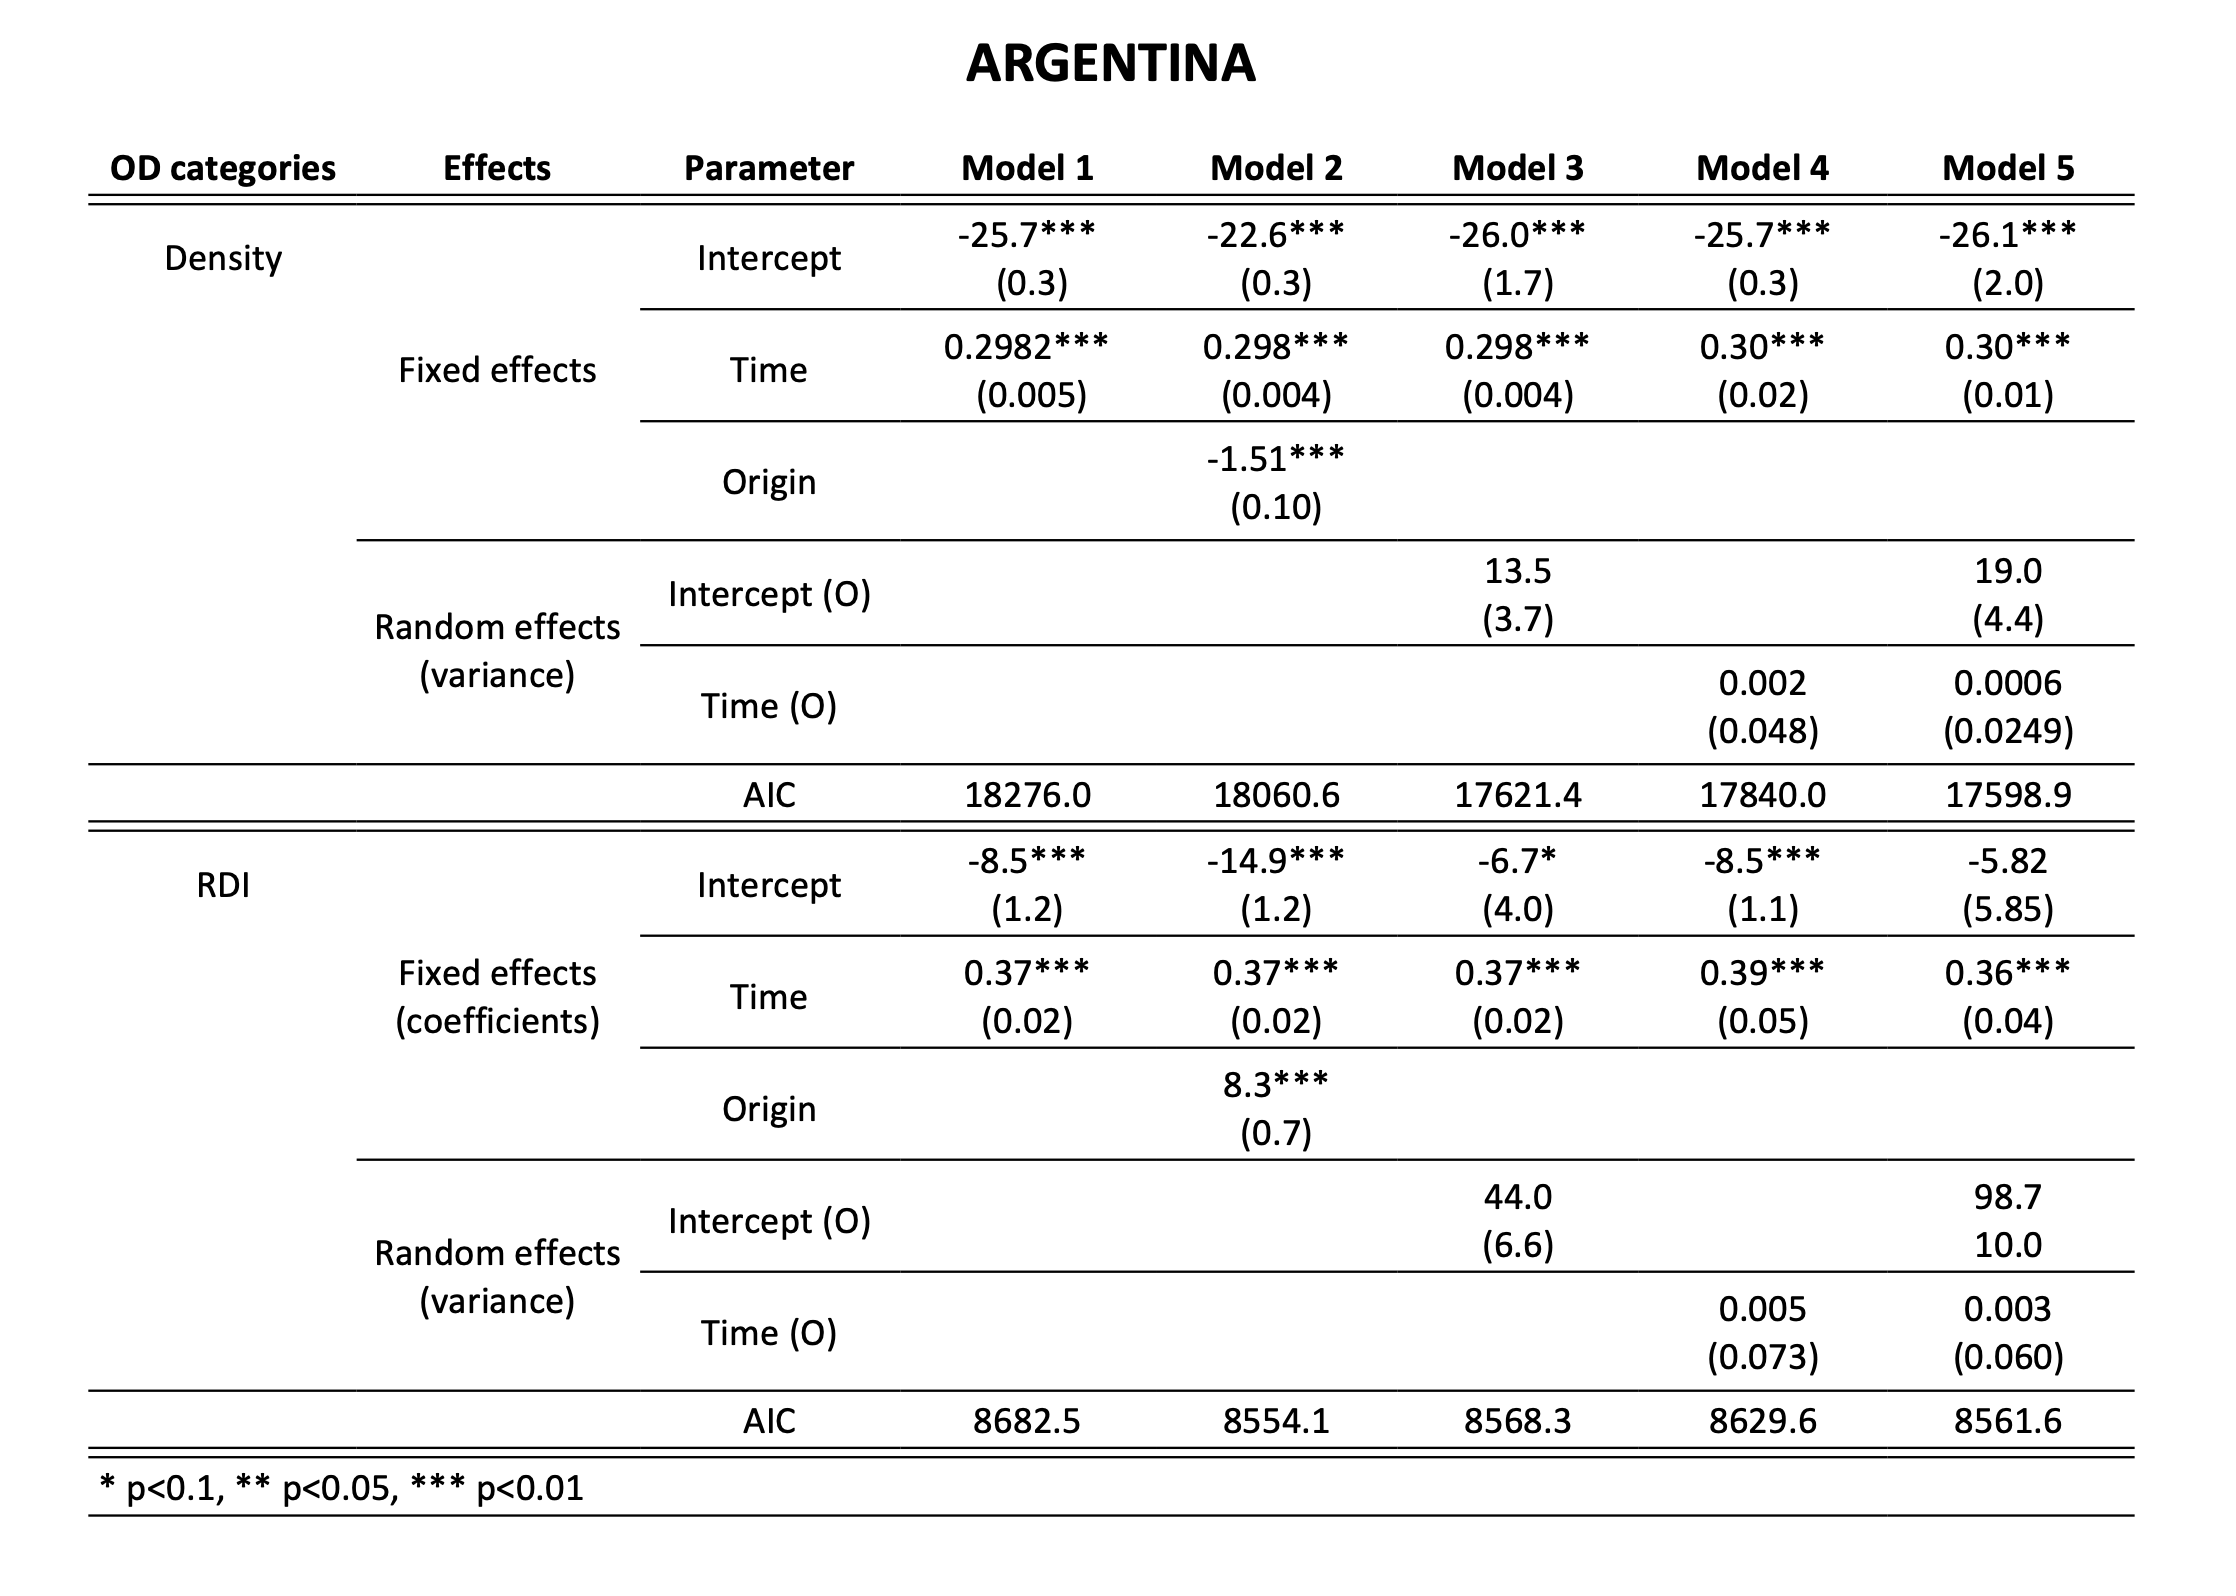 ARGENTINA
OD categories Effects Parameter Model 1 Model 2 Model 3 Model 4 Model 5
Density Fixed effects Intercept -25.7*** -22.6*** -26.0*** -25.7*** -26.1***
(0.3) (0.3) (1.7) (0.3) (2.0)
Time 0.2982*** 0.298*** 0.298*** 0.30*** 0.30***
(0.005) (0.004) (0.004) (0.02) (0.01)
Origin -1.51***
(0.10)
Random effects (variance) Intercept (O) 13.5 19.0
(3.7) (4.4)
Time (O) 0.002 0.0006
(0.048) (0.0249)
AIC 18276.0 18060.6 17621.4 17840.0 17598.9
RDI Fixed effects (coefficients) Intercept -8.5*** -14.9*** -6.7* -8.5*** -5.82
(1.2) (1.2) (4.0) (1.1) (5.85)
Time 0.37*** 0.37*** 0.37*** 0.39*** 0.36***
(0.02) (0.02) (0.02) (0.05) (0.04)
Origin 8.3***
(0.7)
Random effects (variance) Intercept (O) 44.0 98.7
(6.6) 10.0
Time (O) 0.005 0.003
(0.073) (0.060)
AIC 8682.5 8554.1 8568.3 8629.6 8561.6
* p<0.1, ** p<0.05, *** p<0.01